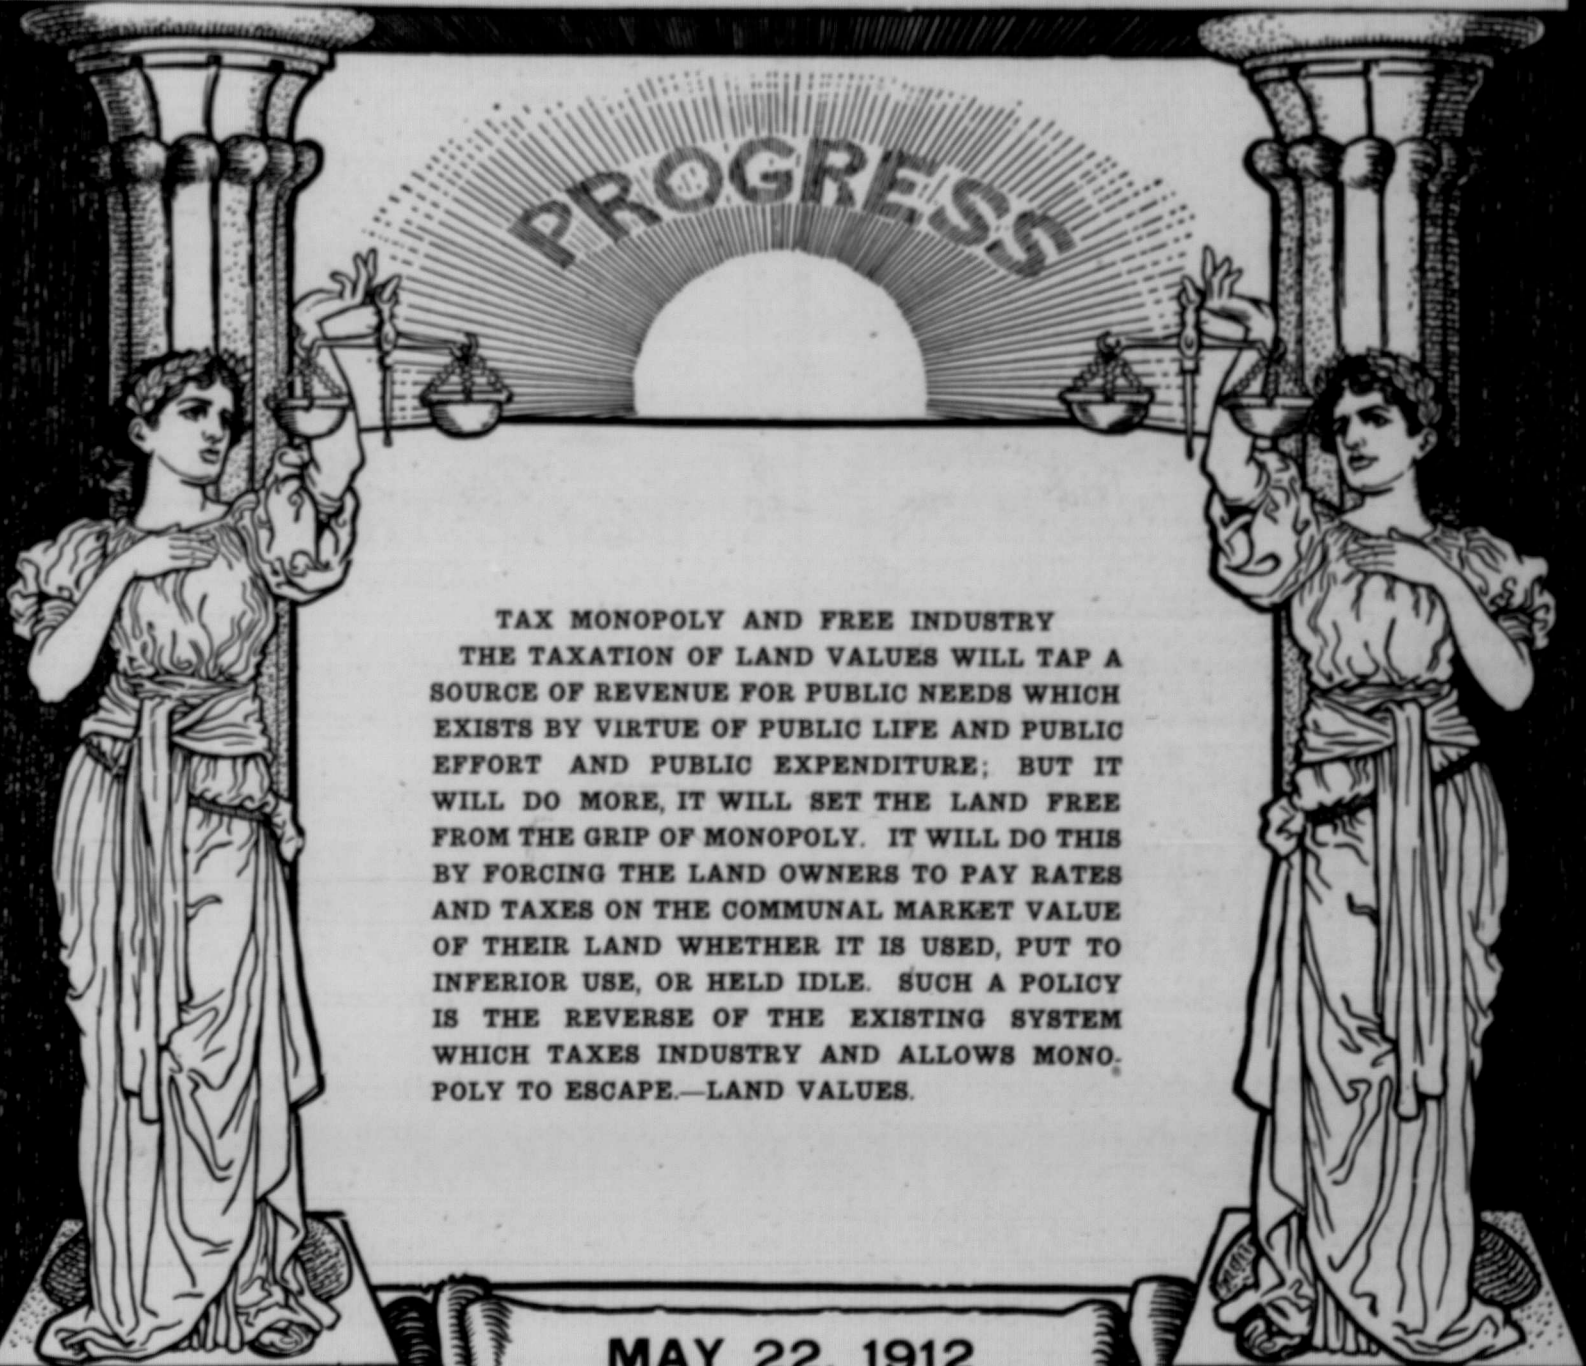 PROGRESS
TAX MONOPOLY AND FREE INDUSTRY
THE TAXATION OF LAND VALUES WILL TAP A
SOURCE OF REVENUE FOR PUBLIC NEEDS WHICH
EXISTS BY VIRTUE OF PUBLIC LIFE AND PUBLIC
EFFORT AND PUBLIC EXPENDITURE; BUT IT
WILL DO MORE, IT WILL SET THE LAND FREE
FROM THE GRIP OF MONOPOLY. IT WILL DO THIS
BY FORCING THE LAND OWNERS TO PAY RATES
AND TAXES ON THE COMMUNAL MARKET VALUE
OF THEIR LAND WHETHER IT IS USED, PUT TO
INFERIOR USE, OR HELD IDLE. SUCH A POLICY
IS THE REVERSE OF THE EXISTING SYSTEM
WHICH TAXES INDUSTRY AND ALLOWS MONO-
POLY TO ESCAPE.—LAND VALUES.
MAY 22, 1912